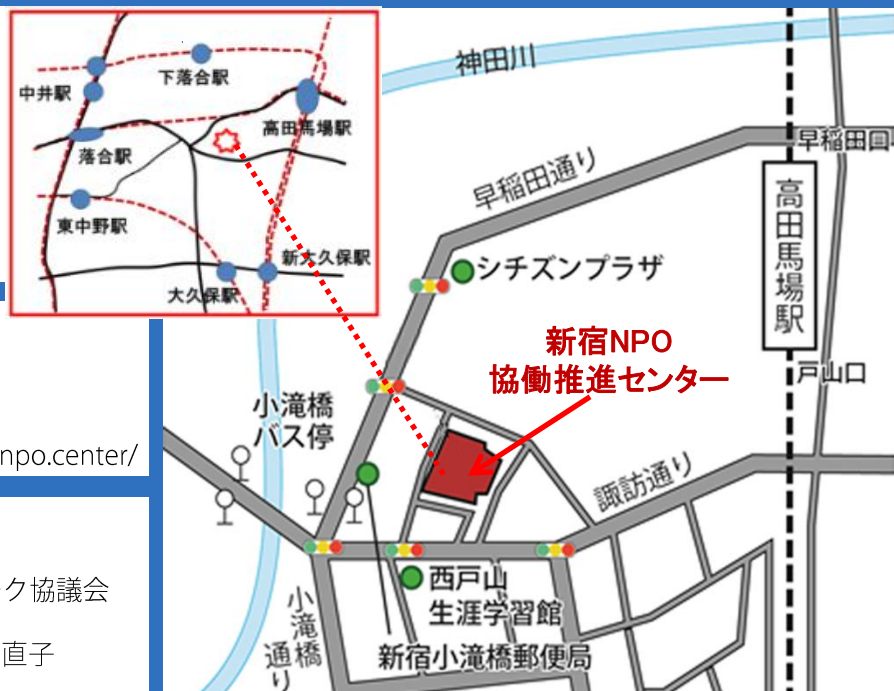 中井駅
下落合駅
高田馬場駅
落合駅
東中野駅
新大久保駅
大久保駅
神田川
早稲田通り
早稲田口
高田馬場駅
シチズンプラザ
新宿NPO
協働推進センター
戸山口
小滝橋
バス停
npo.center/
諏訪通り
ク協議会
直子
西戸山
生涯学習館
小滝橋
通り
新宿小滝橋郵便局